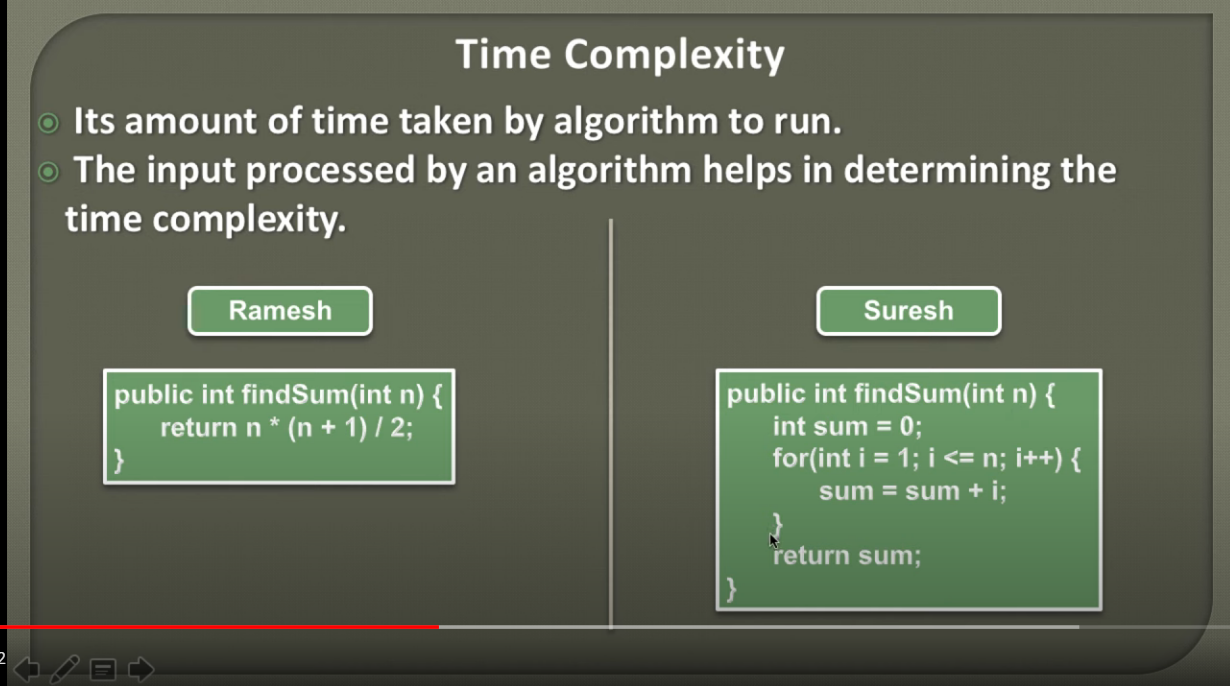 Time Complexity
Its amount of time taken by algorithm to run.
The input processed by an algorithm helps in determining the
time complexity.
Ramesh
public int findSum(int n) {
return n * (n + 1) / 2;
}
Suresh
public int findSum(int n) {
int sum = 0;
for(int i = 1; i <= n; i++) {
sum = sum + i;
}
return sum;
}
2